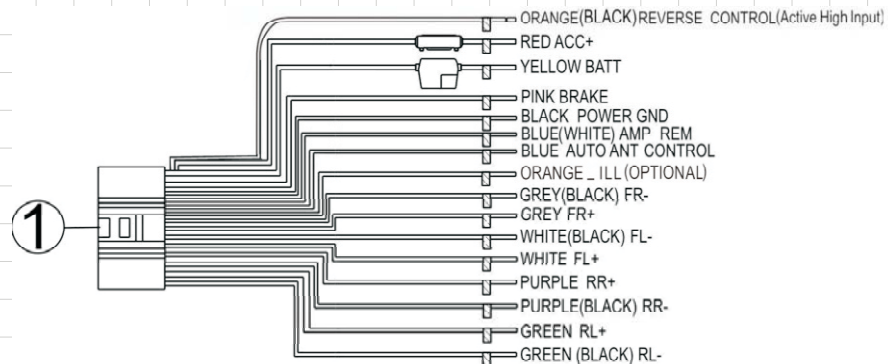 ORANGE(BLACK)REVERSE CONTROL(Active High Input)
RED ACC+
YELLOW BATT
PINK BRAKE
BLACK POWER GND
BLUE(WHITE) AMP REM
BLUE AUTO ANT CONTROL
ORANGE _ ILL (OPTIONAL)
GREY(BLACK) FR-
GREY FR+
1
WHITE(BLACK) FL-
WHITE FL+
PURPLE RR+
PURPLE(BLACK) RR-
GREEN RL+
GREEN (BLACK) RL-